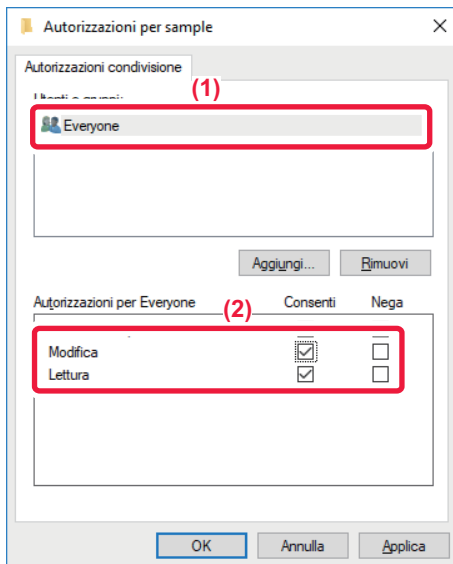 Autorizzazioni per sample
Autorizzazioni condivisione
(1)
Everyone
Aggiungi... Rimuovi
Autorizzazioni per Everyone (2) Consenti Nega
Modifica
Lettura
OK Annulla Applica